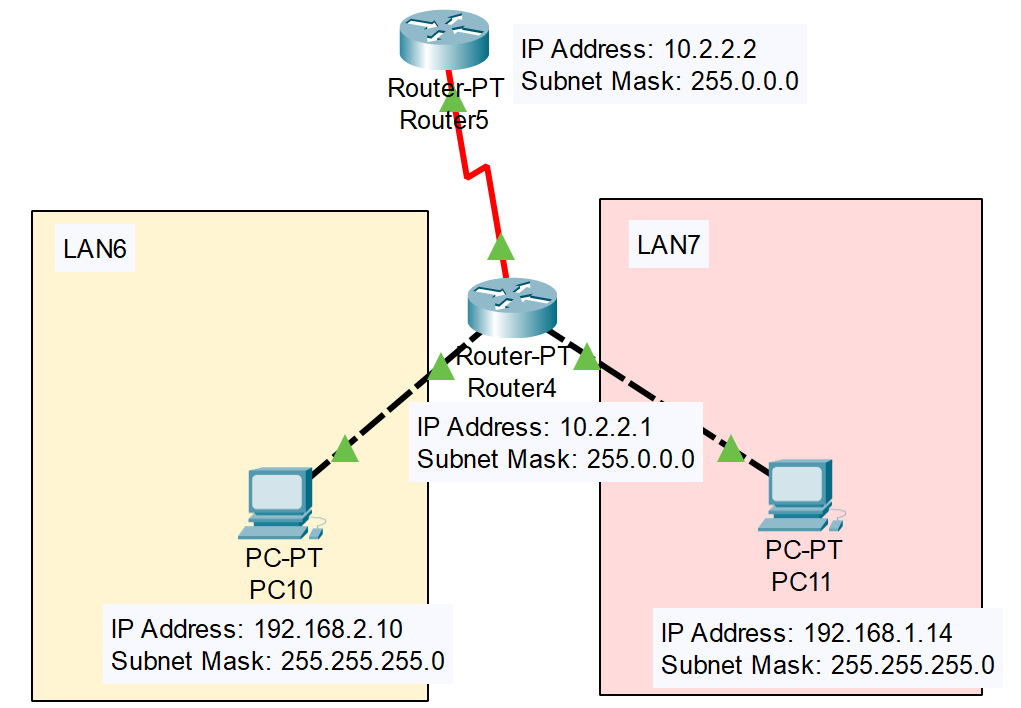 IP Address: 10.2.2.2
Subnet Mask: 255.0.0.0
Router-PT
Router5
LAN6
LAN7
Router-PT
Router4
IP Address: 10.2.2.1
Subnet Mask: 255.0.0.0
PC-PT
PC10
IP Address: 192.168.2.10
Subnet Mask: 255.255.255.0
PC-PT
PC11
IP Address: 192.168.1.14
Subnet Mask: 255.255.255.0